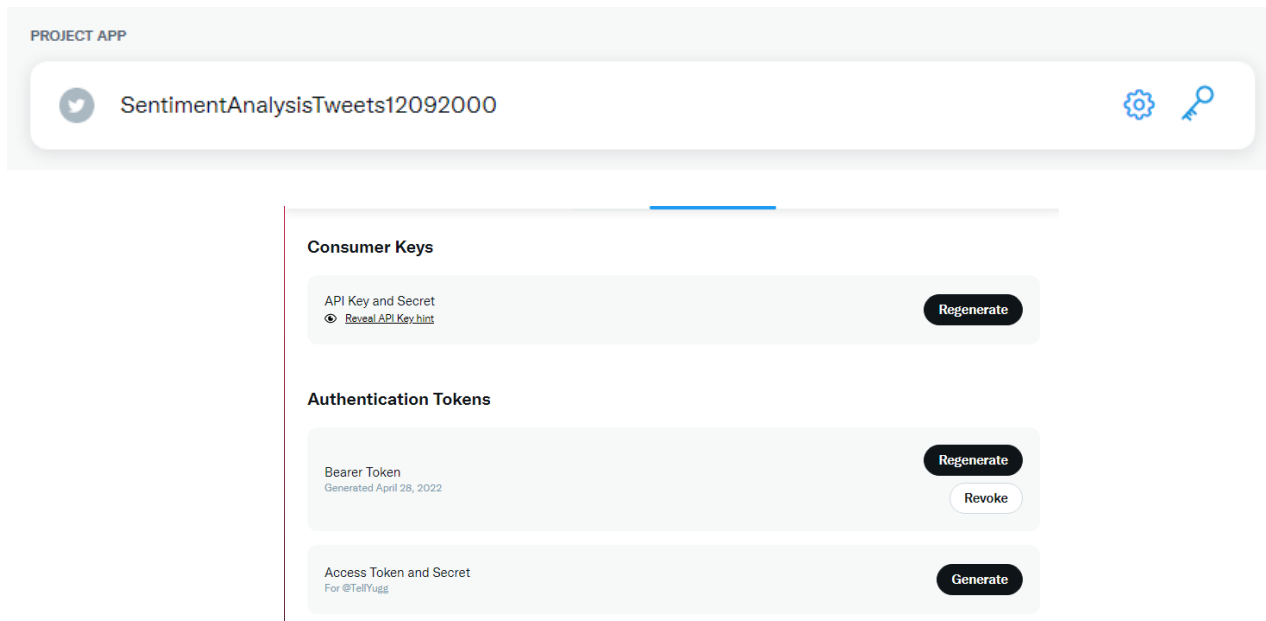 PROJECT APP
SentimentAnalysisTweets12092000
Consumer Keys
API Key and Secret
Reveal API Key hint
Regenerate
Authentication Tokens
Bearer Token
Generated April 28, 2022
Regenerate
Revoke
Access Token and Secret
For @TellYugg
Generate